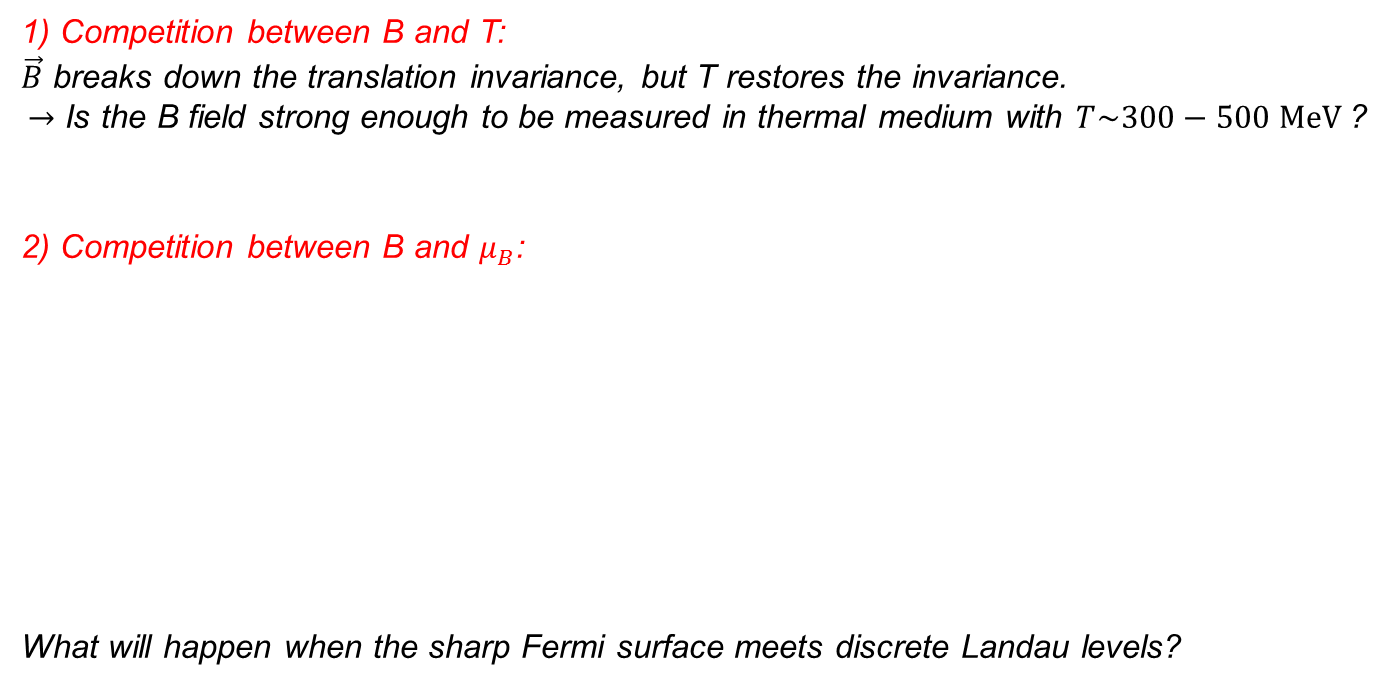 1) Competition between B and T:
$\vec{B}$ breaks down the translation invariance, but T restores the invariance.
→ Is the B field strong enough to be measured in thermal medium with T~300 − 500 MeV ?
2) Competition between B and $\mu_B$:
What will happen when the sharp Fermi surface meets discrete Landau levels?